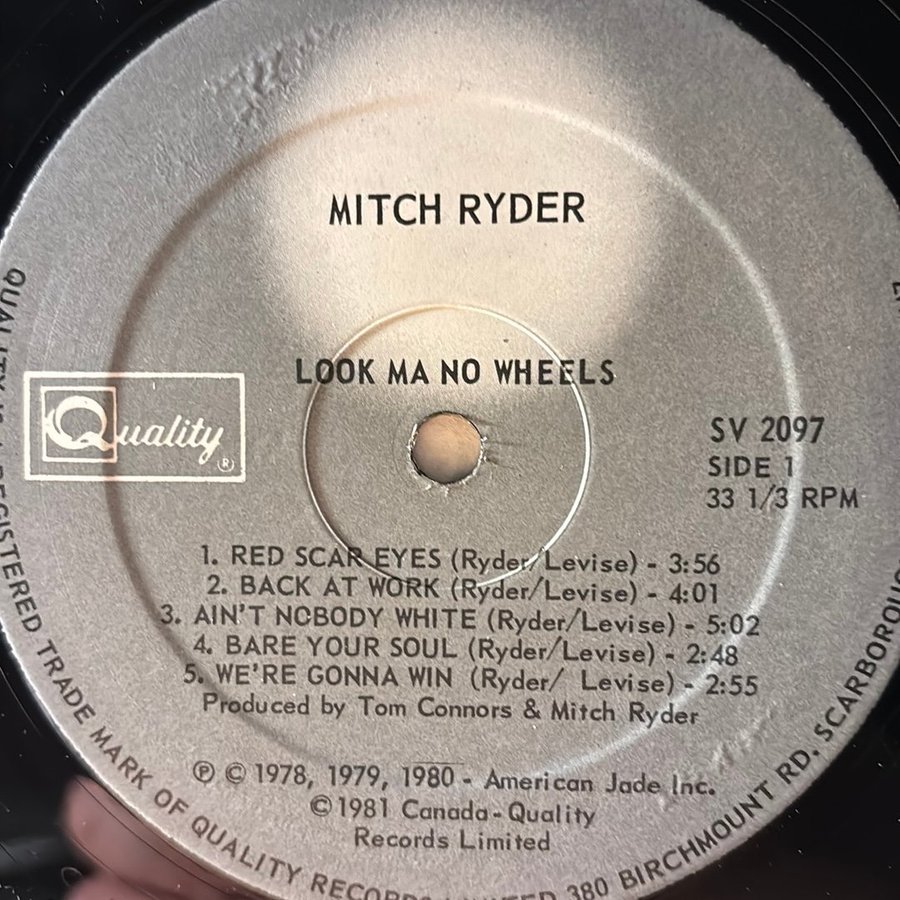 MITCH RYDER
LOOK MA NO WHEELS
Quality ®
SV 2097
SIDE 1
33 1/3 RPM
1. RED SCAR EYES (Ryder/Levise) - 3:56
2. BACK AT WORK (Ryder/Levise) - 4:01
3. AIN'T NOBODY WHITE (Ryder/Levise) - 5:02
4. BARE YOUR SOUL (Ryder/Levise) - 2:48
5. WE'RE GONNA WIN (Ryder/ Levise) - 2:55
Produced by Tom Connors & Mitch Ryder
℗ © 1978, 1979, 1980 - American Jade Inc.
© 1981 Canada-Quality
Records Limited
QUALITY REGISTERED TRADE MARK OF QUALITY RECORDS LIMITED 380 BIRCHMOUNT RD. SCARBOROU